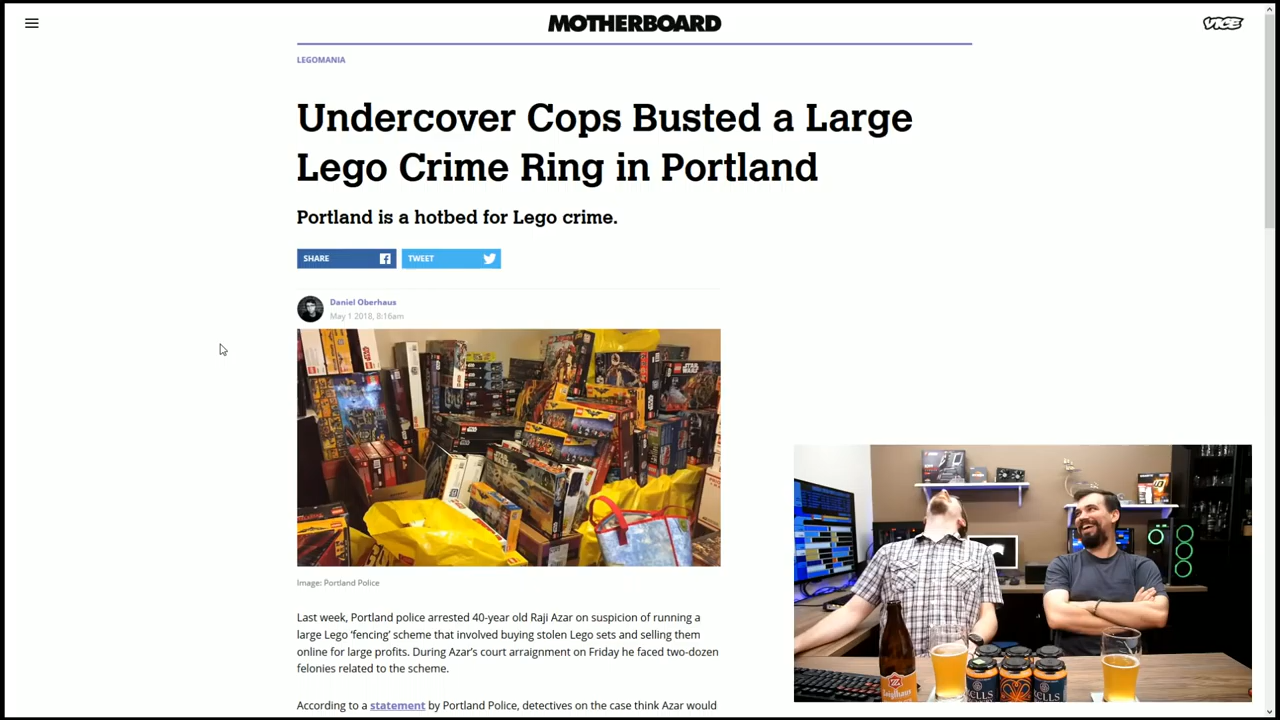 MOTHERBOARD
VICE
LEGOMANIA
Undercover Cops Busted a Large
Lego Crime Ring in Portland
Portland is a hotbed for Lego crime.
SHARE
TWEET
Daniel Oberhaus
May 1 2018, 8:16am
STAR WARS
Image: Portland Police
Last week, Portland police arrested 40-year old Raji Azar on suspicion of running a
large Lego ‘fencing’ scheme that involved buying stolen Lego sets and selling them
online for large profits. During Azar’s court arraignment on Friday he faced two-dozen
felonies related to the scheme.
According to a statement by Portland Police, detectives on the case think Azar would